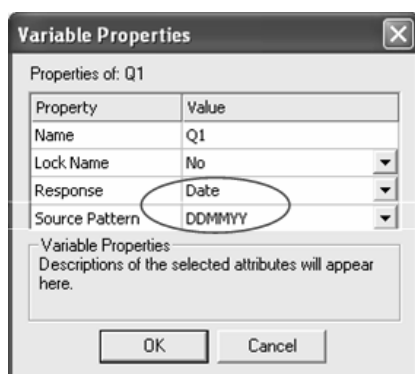 Variable Properties
Properties of: Q1
Property Value
Name Q1
Lock Name No
Response Date
Source Pattern DDMMYY
Variable Properties
Descriptions of the selected attributes will appear
here.
OK Cancel